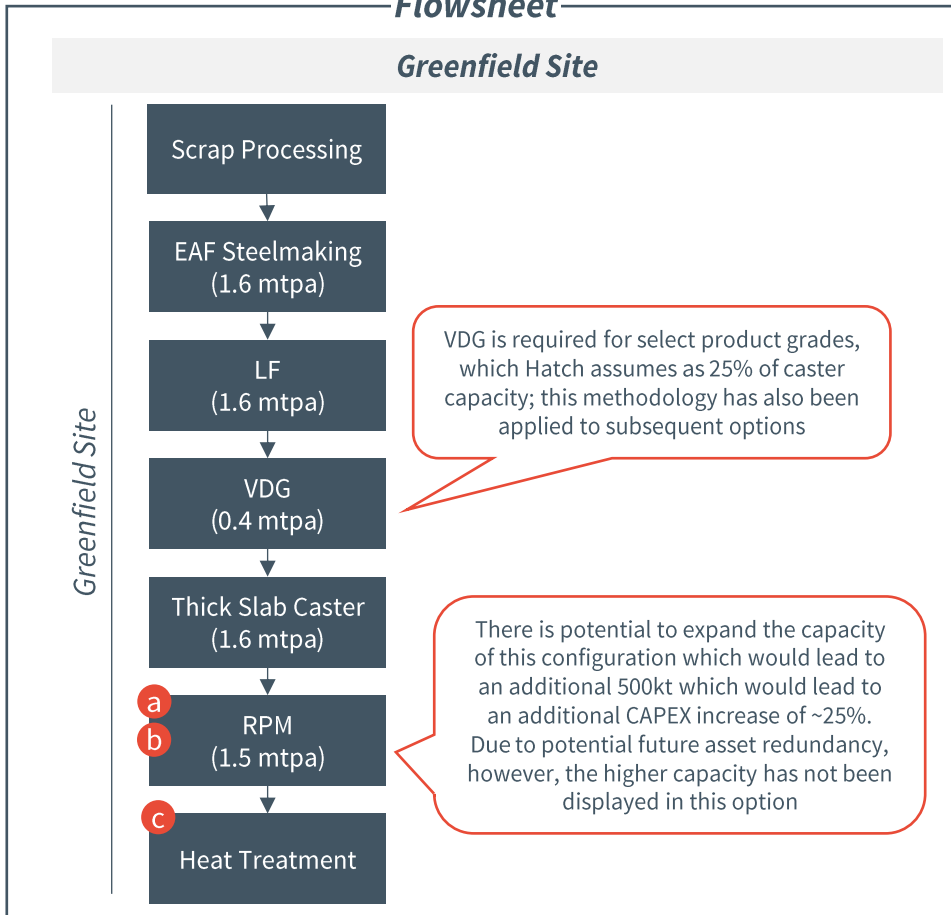 Flowsheet
Greenfield Site
Greenfield Site
Scrap Processing
EAF Steelmaking
(1.6 mtpa)
LF
(1.6 mtpa)
VDG is required for select product grades,
which Hatch assumes as 25% of caster
capacity; this methodology has also been
applied to subsequent options
VDG
(0.4 mtpa)
Thick Slab Caster
(1.6 mtpa)
a
b
RPM
(1.5 mtpa)
There is potential to expand the capacity
of this configuration which would lead to
an additional 500kt which would lead to
an additional CAPEX increase of ~25%.
Due to potential future asset redundancy,
however, the higher capacity has not been
displayed in this option
c
Heat Treatment